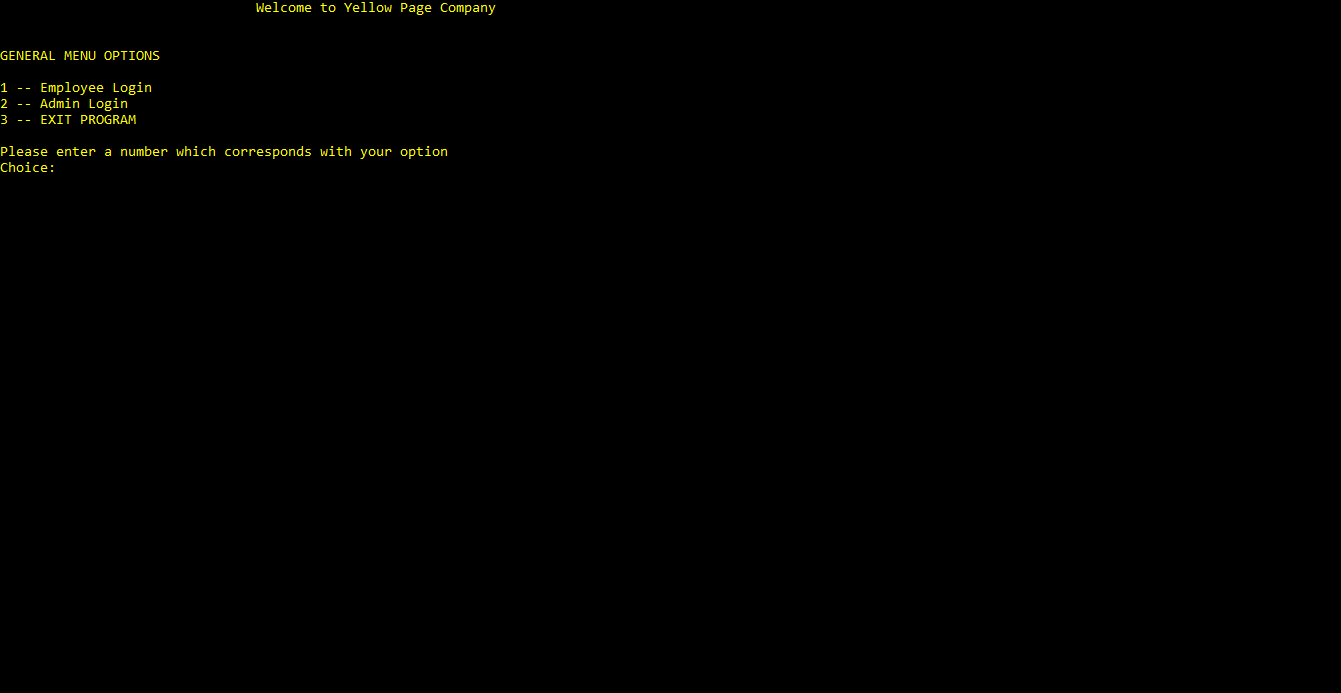 Welcome to Yellow Page Company
GENERAL MENU OPTIONS
1 -- Employee Login
2 -- Admin Login
3 -- EXIT PROGRAM
Please enter a number which corresponds with your option
Choice: